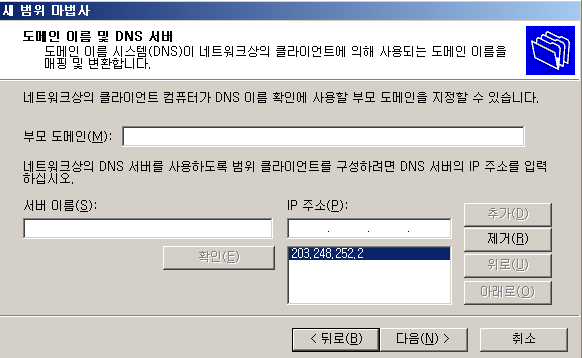 새 범위 마법사
도메인 이름 및 DNS 서버
도메인 이름 시스템(DNS)이 네트워크상의 클라이언트에 의해 사용되는 도메인 이름을
매핑 및 변환합니다.
네트워크상의 클라이언트 컴퓨터가 DNS 이름 확인에 사용할 부모 도메인을 지정할 수 있습니다.
부모 도메인(M):
네트워크상의 DNS 서버를 사용하도록 범위 클라이언트를 구성하려면 DNS 서버의 IP 주소를 입력
하십시오.
서버 이름(S):
IP 주소(P):
. . .
추가(D)
확인(E)
203.248.252.2
제거(R)
위로(U)
아래로(O)
< 뒤로(B)
다음(N) >
취소